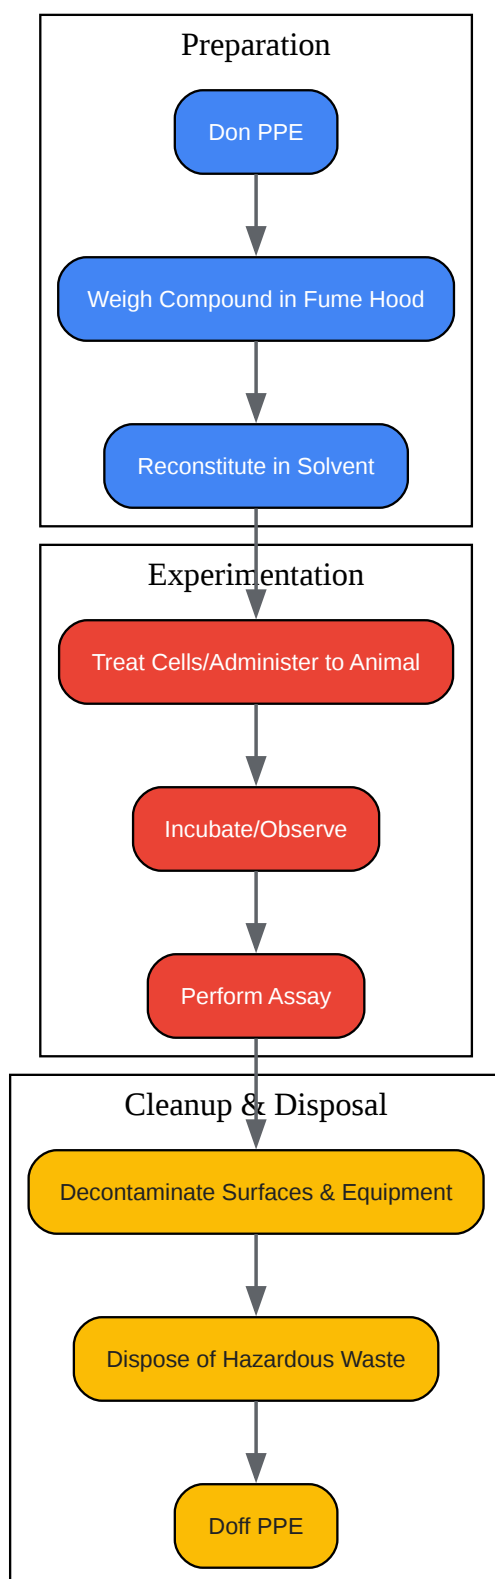 Preparation
Don PPE
Weigh Compound in Fume Hood
Reconstitute in Solvent
Experimentation
Treat Cells/Administer to Animal
Incubate/Observe
Perform Assay
Cleanup & Disposal
Decontaminate Surfaces & Equipment
Dispose of Hazardous Waste
Doff PPE